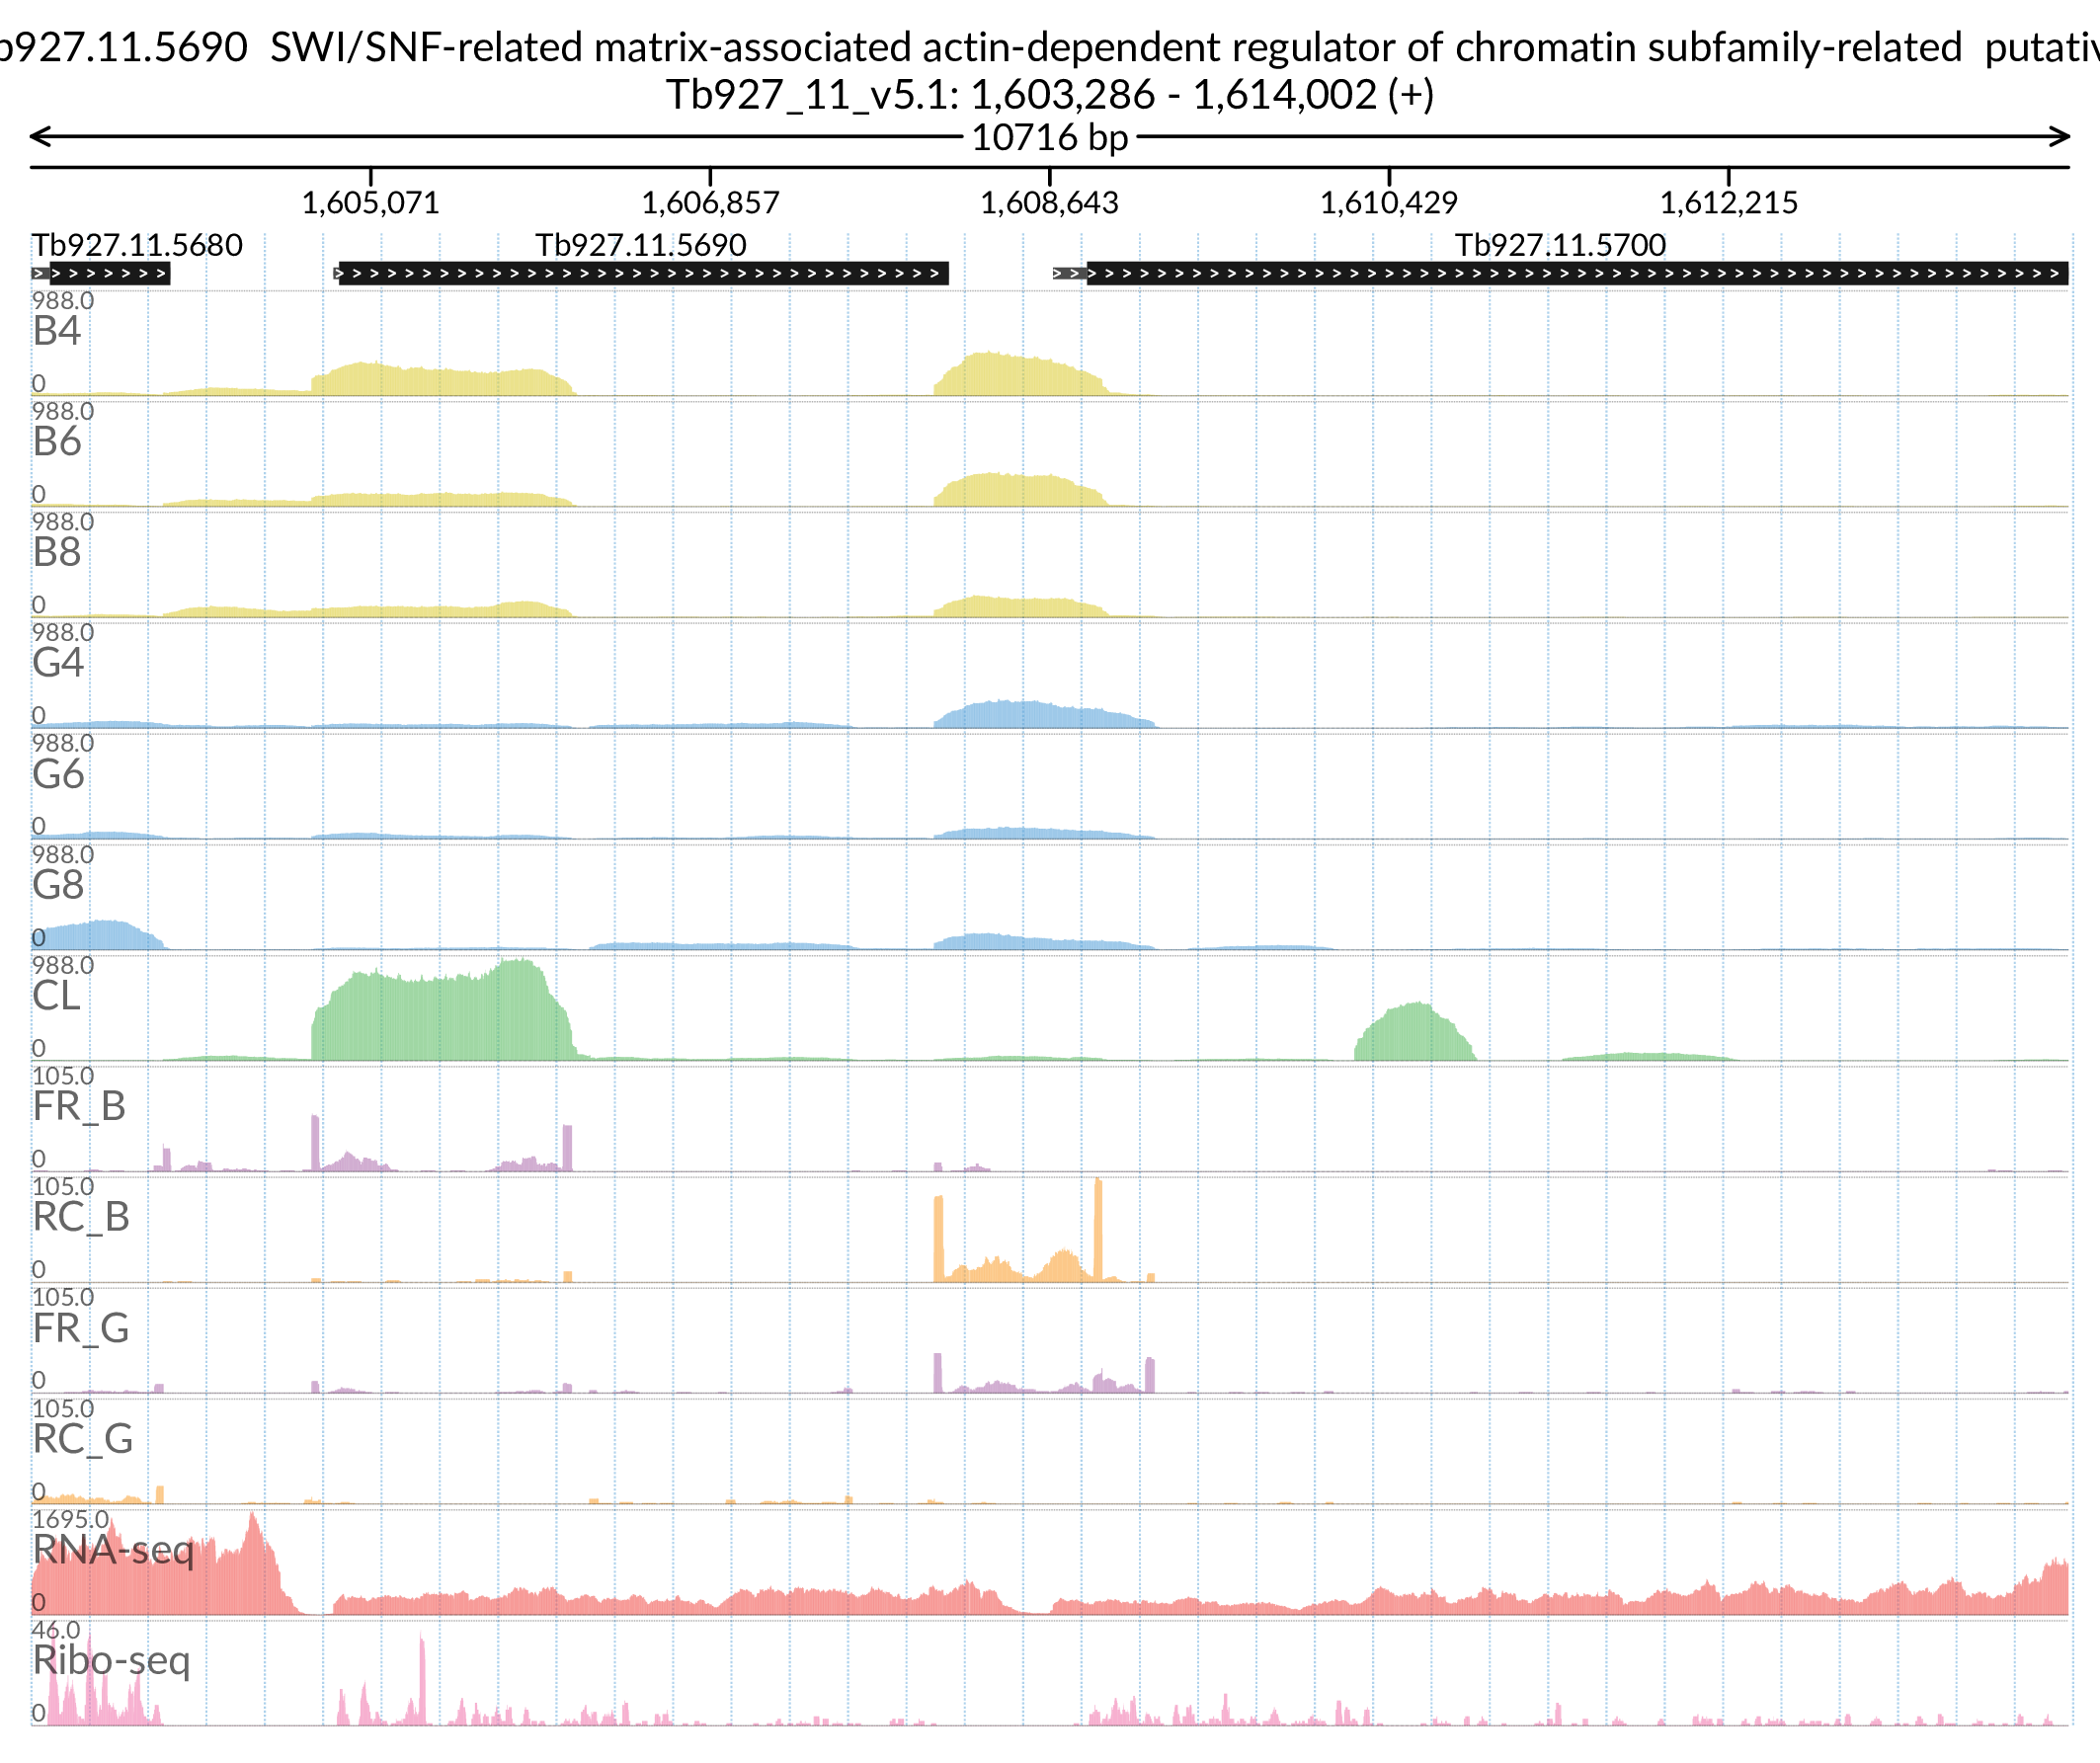 b927.11.5690 SWI/SNF-related matrix-associated actin-dependent regulator of chromatin subfamily-related putativ
Tb927_11_v5.1: 1,603,286 - 1,614,002 (+)
10716 bp
1,605,071 1,606,857 1,608,643 1,610,429 1,612,215
Tb927.11.5680 Tb927.11.5690 Tb927.11.5700
988.0
B4
0
988.0
B6
0
988.0
B8
0
988.0
G4
0
988.0
G6
0
988.0
G8
0
988.0
CL
0
105.0
FR_B
0
105.0
RC_B
0
105.0
FR_G
0
105.0
RC_G
0
1695.0
RNA-seq
0
46.0
Ribo-seq
0